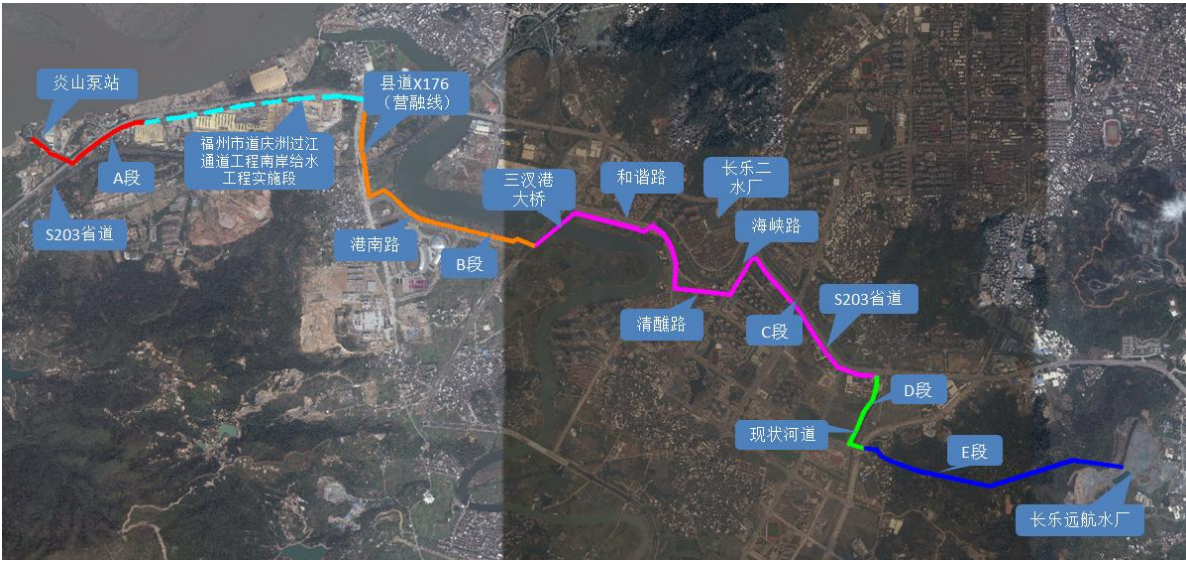 炎山泵站
县道X176
（营融线）
福州市道庆洲过江
通道工程南岸给水
工程实施段
A段
S203省道
港南路
B段
三汊港
大桥
和谐路
长乐二
水厂
海峡路
清醮路
C段
S203省道
D段
现状河道
E段
长乐远航水厂